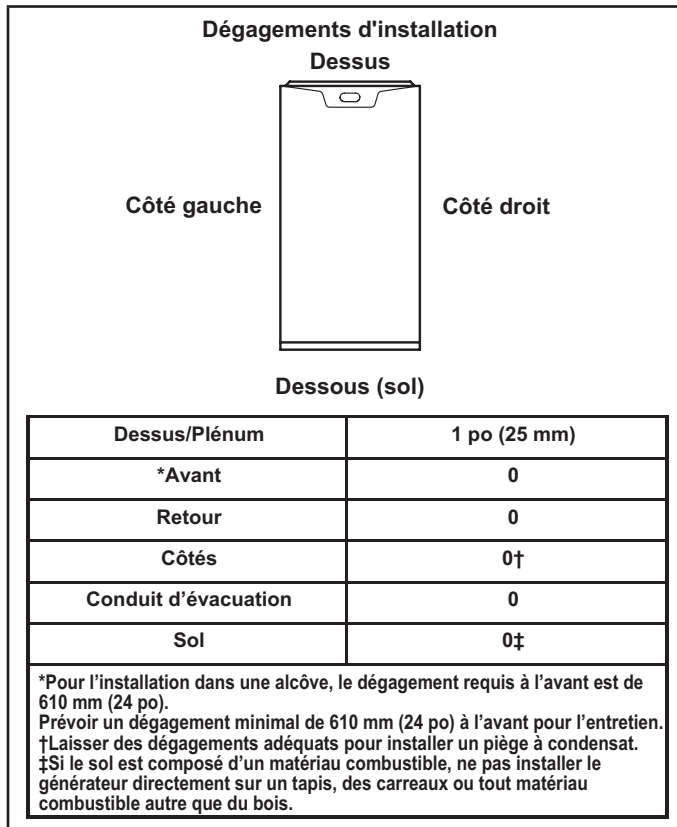 Dégagements d'installation
Dessus
Côté gauche
Côté droit
Dessous (sol)
Dessus/Plénum 1 po (25 mm)
*Avant 0
Retour 0
Côtés 0†
Conduit d’évacuation 0
Sol 0‡
*Pour l’installation dans une alcôve, le dégagement requis à l’avant est de
610 mm (24 po).
Prévoir un dégagement minimal de 610 mm (24 po) à l’avant pour l’entretien.
†Laisser des dégagements adéquats pour installer un piège à condensat.
‡Si le sol est composé d’un matériau combustible, ne pas installer le
générateur directement sur un tapis, des carreaux ou tout matériau
combustible autre que du bois.